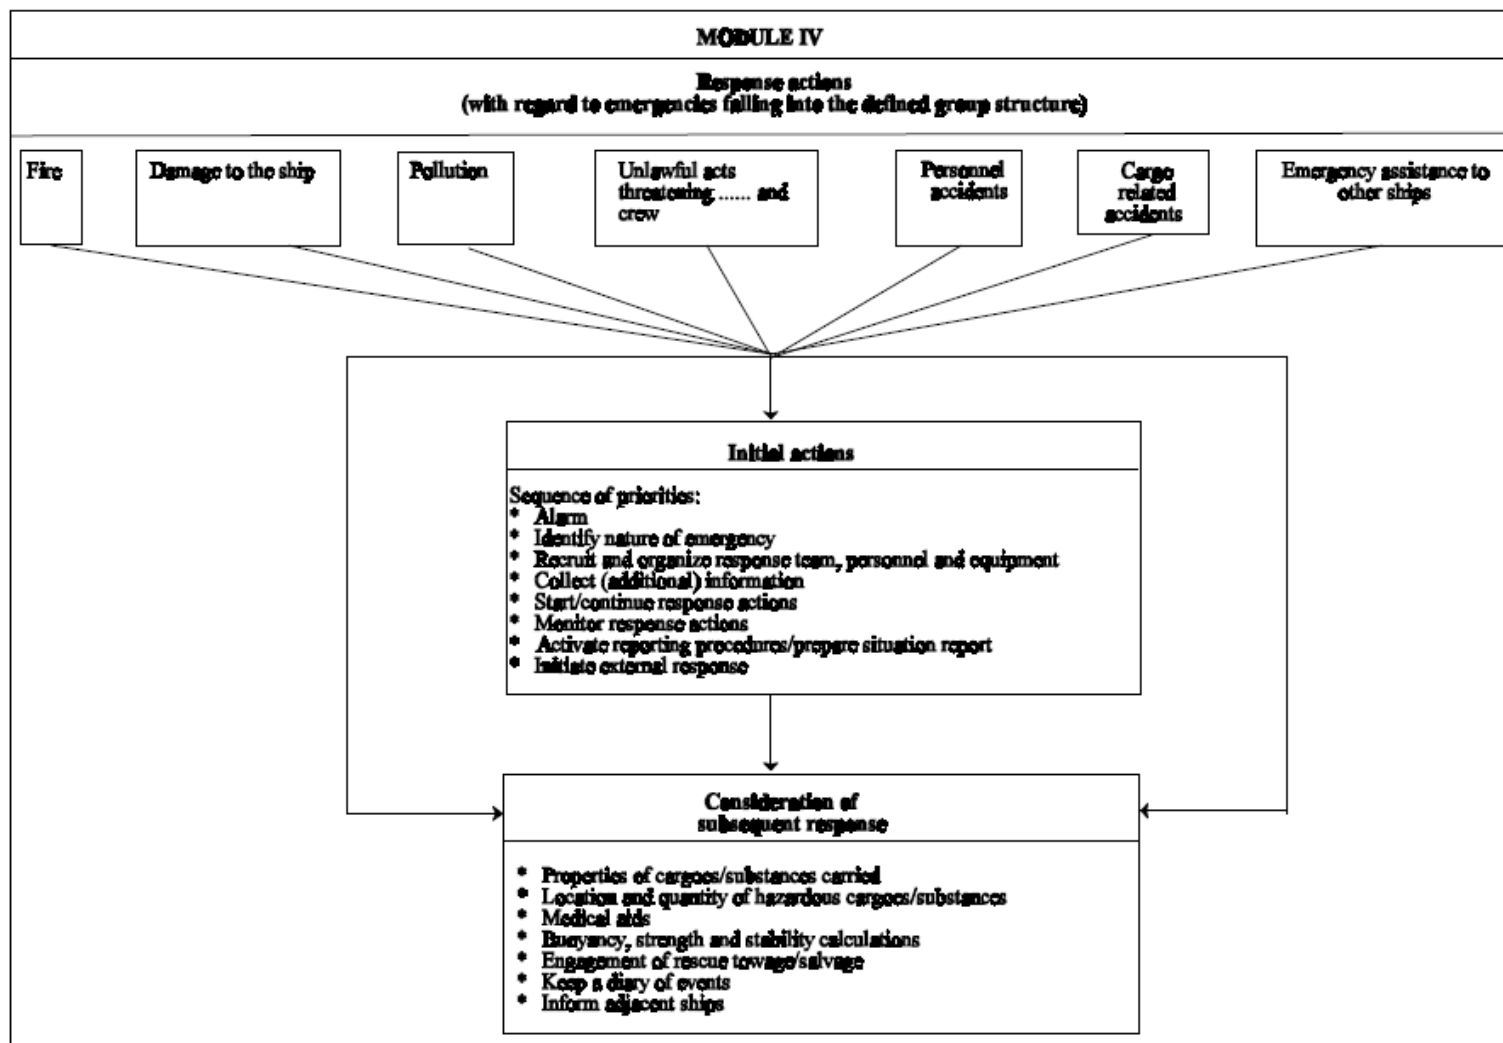 MODULE IV
Response actions
(with regard to emergencies falling into the defined group structure)
Fire
Damage to the ship
Pollution
Unlawful acts
threatening ...... and
crew
Personnel
accidents
Cargo
related
accidents
Emergency assistance to
other ships
Initial actions
Sequence of priorities:
* Alarm
* Identify nature of emergency
* Recruit and organize response team, personnel and equipment
* Collect (additional) information
* Start/continue response actions
* Monitor response actions
* Activate reporting procedures/prepare situation report
* Initiate external response
Consideration of
subsequent response
* Properties of cargoes/substances carried
* Location and quantity of hazardous cargoes/substances
* Medical aids
* Buoyancy, strength and stability calculations
* Engagement of rescue towage/salvage
* Keep a diary of events
* Inform adjacent ships